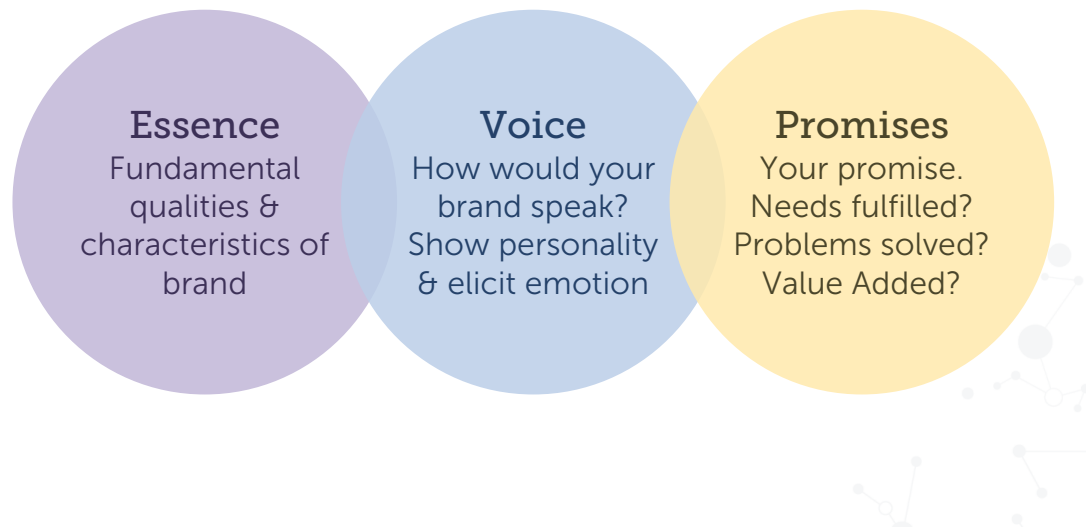 Essence
Fundamental
qualities &
characteristics of
brand
Voice
How would your
brand speak?
Show personality
& elicit emotion
Promises
Your promise.
Needs fulfilled?
Problems solved?
Value Added?